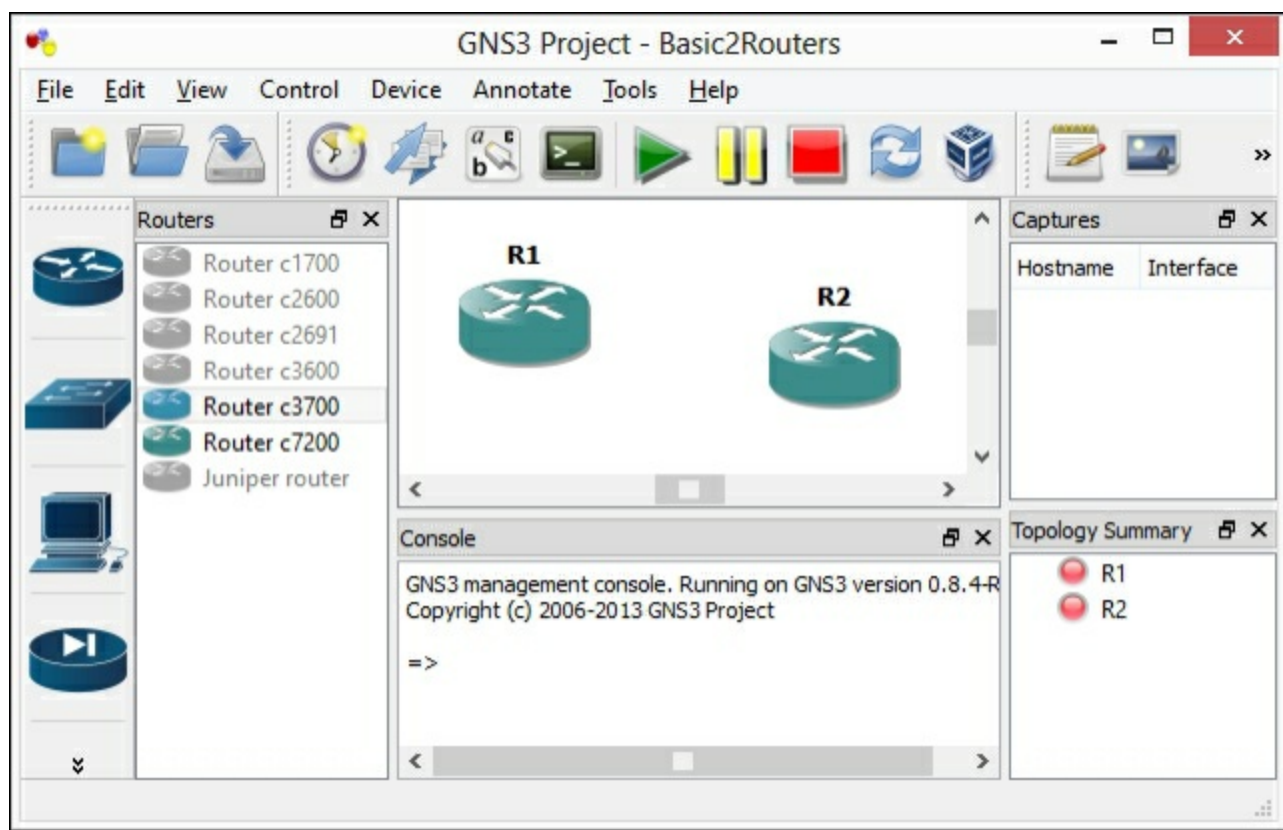 GNS3 Project - Basic2Routers
File Edit View Control Device Annotate Tools Help
a c
b
>_
»
Routers
Router c1700
Router c2600
Router c2691
Router c3600
Router c3700
Router c7200
Juniper router
R1
R2
Captures
Hostname Interface
Console
GNS3 management console. Running on GNS3 version 0.8.4-R
Copyright (c) 2006-2013 GNS3 Project
=>
Topology Summary
R1
R2